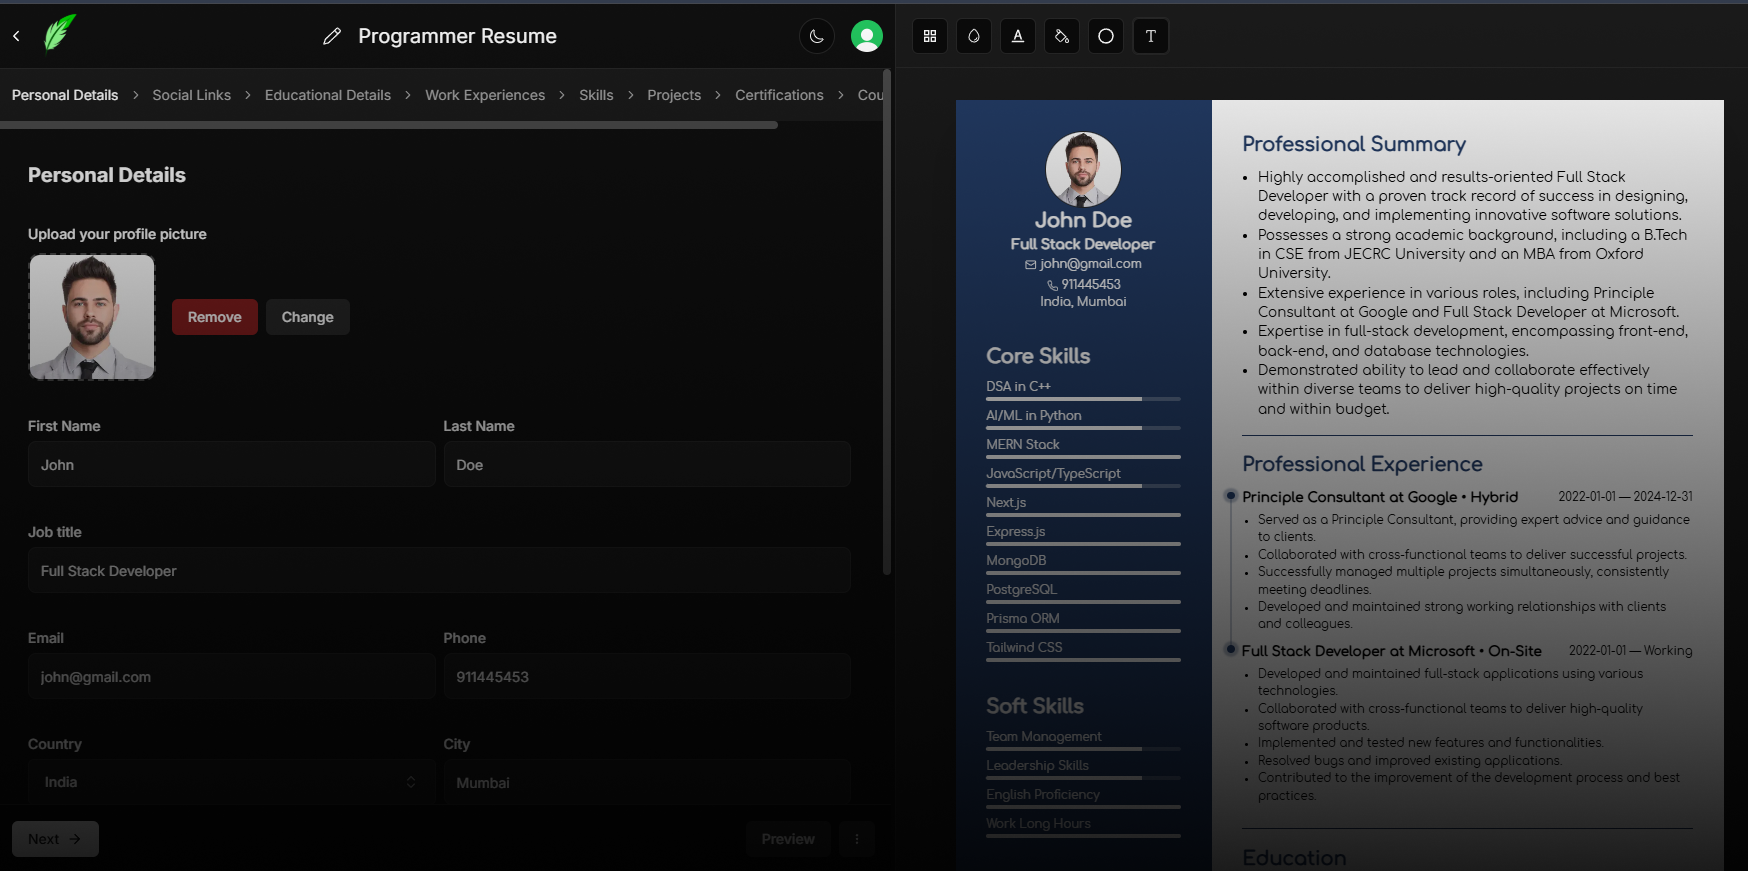 Programmer Resume
Personal Details
Social Links
Educational Details
Work Experiences
Skills
Projects
Certifications
Cou
Personal Details
Upload your profile picture
Remove
Change
First Name
Last Name
John
Doe
Job title
Full Stack Developer
Email
Phone
john@gmail.com
911445453
Country
City
India
Mumbai
Next
Preview
A
T
John Doe
Full Stack Developer
john@gmail.com
911445453
India, Mumbai
Core Skills
DSA in C++
AI/ML in Python
MERN Stack
JavaScript/TypeScript
Next.js
Express.js
MongoDB
PostgreSQL
Prisma ORM
Tailwind CSS
Soft Skills
Team Management
Leadership Skills
English Proficiency
Work Long Hours
Professional Summary
• Highly accomplished and results-oriented Full Stack
Developer with a proven track record of success in designing,
developing, and implementing innovative software solutions.
• Possesses a strong academic background, including a B.Tech
in CSE from JECRC University and an MBA from Oxford
University.
• Extensive experience in various roles, including Principle
Consultant at Google and Full Stack Developer at Microsoft.
• Expertise in full-stack development, encompassing front-end,
back-end, and database technologies.
• Demonstrated ability to lead and collaborate effectively
within diverse teams to deliver high-quality projects on time
and within budget.
Professional Experience
Principle Consultant at Google • Hybrid 2022-01-01 — 2024-12-31
• Served as a Principle Consultant, providing expert advice and guidance
to clients.
• Collaborated with cross-functional teams to deliver successful projects.
• Successfully managed multiple projects simultaneously, consistently
meeting deadlines.
• Developed and maintained strong working relationships with clients
and colleagues.
Full Stack Developer at Microsoft • On-Site 2022-01-01 — Working
• Developed and maintained full-stack applications using various
technologies.
• Collaborated with cross-functional teams to deliver high-quality
software products.
• Implemented and tested new features and functionalities.
• Resolved bugs and improved existing applications.
• Contributed to the improvement of the development process and best
practices.
Education